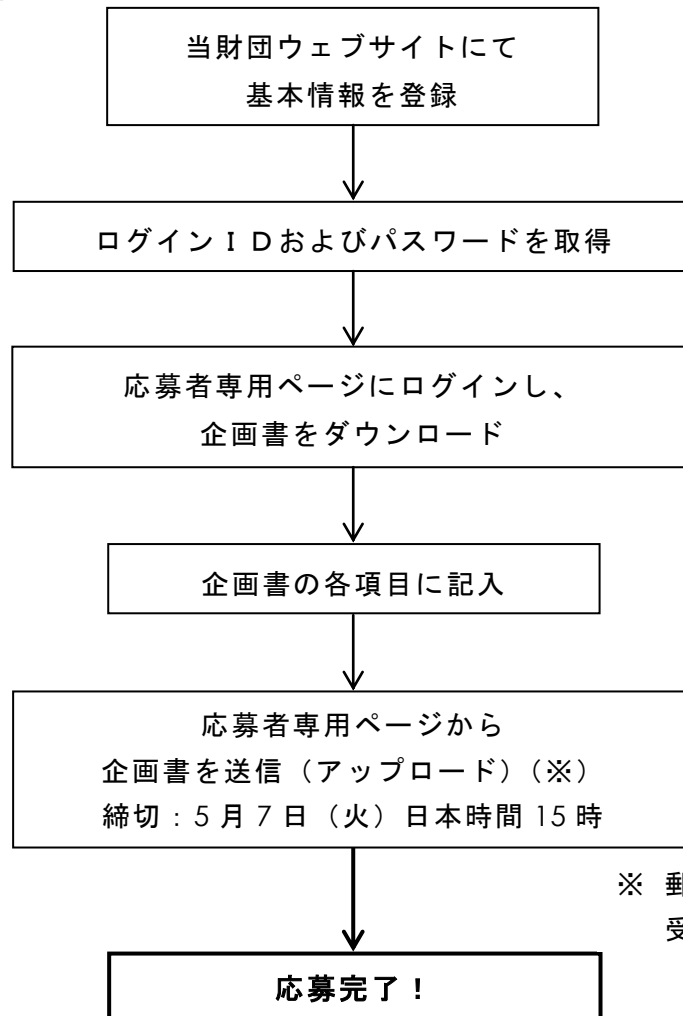 当財団ウェブサイトにて
基本情報を登録
ログインＩＤおよびパスワードを取得
応募者専用ページにログインし、
企画書をダウンロード
企画書の各項目に記入
応募者専用ページから
企画書を送信（アップロード）（※）
締切：5月7日（火）日本時間15時
※ 郵
受
応募完了！